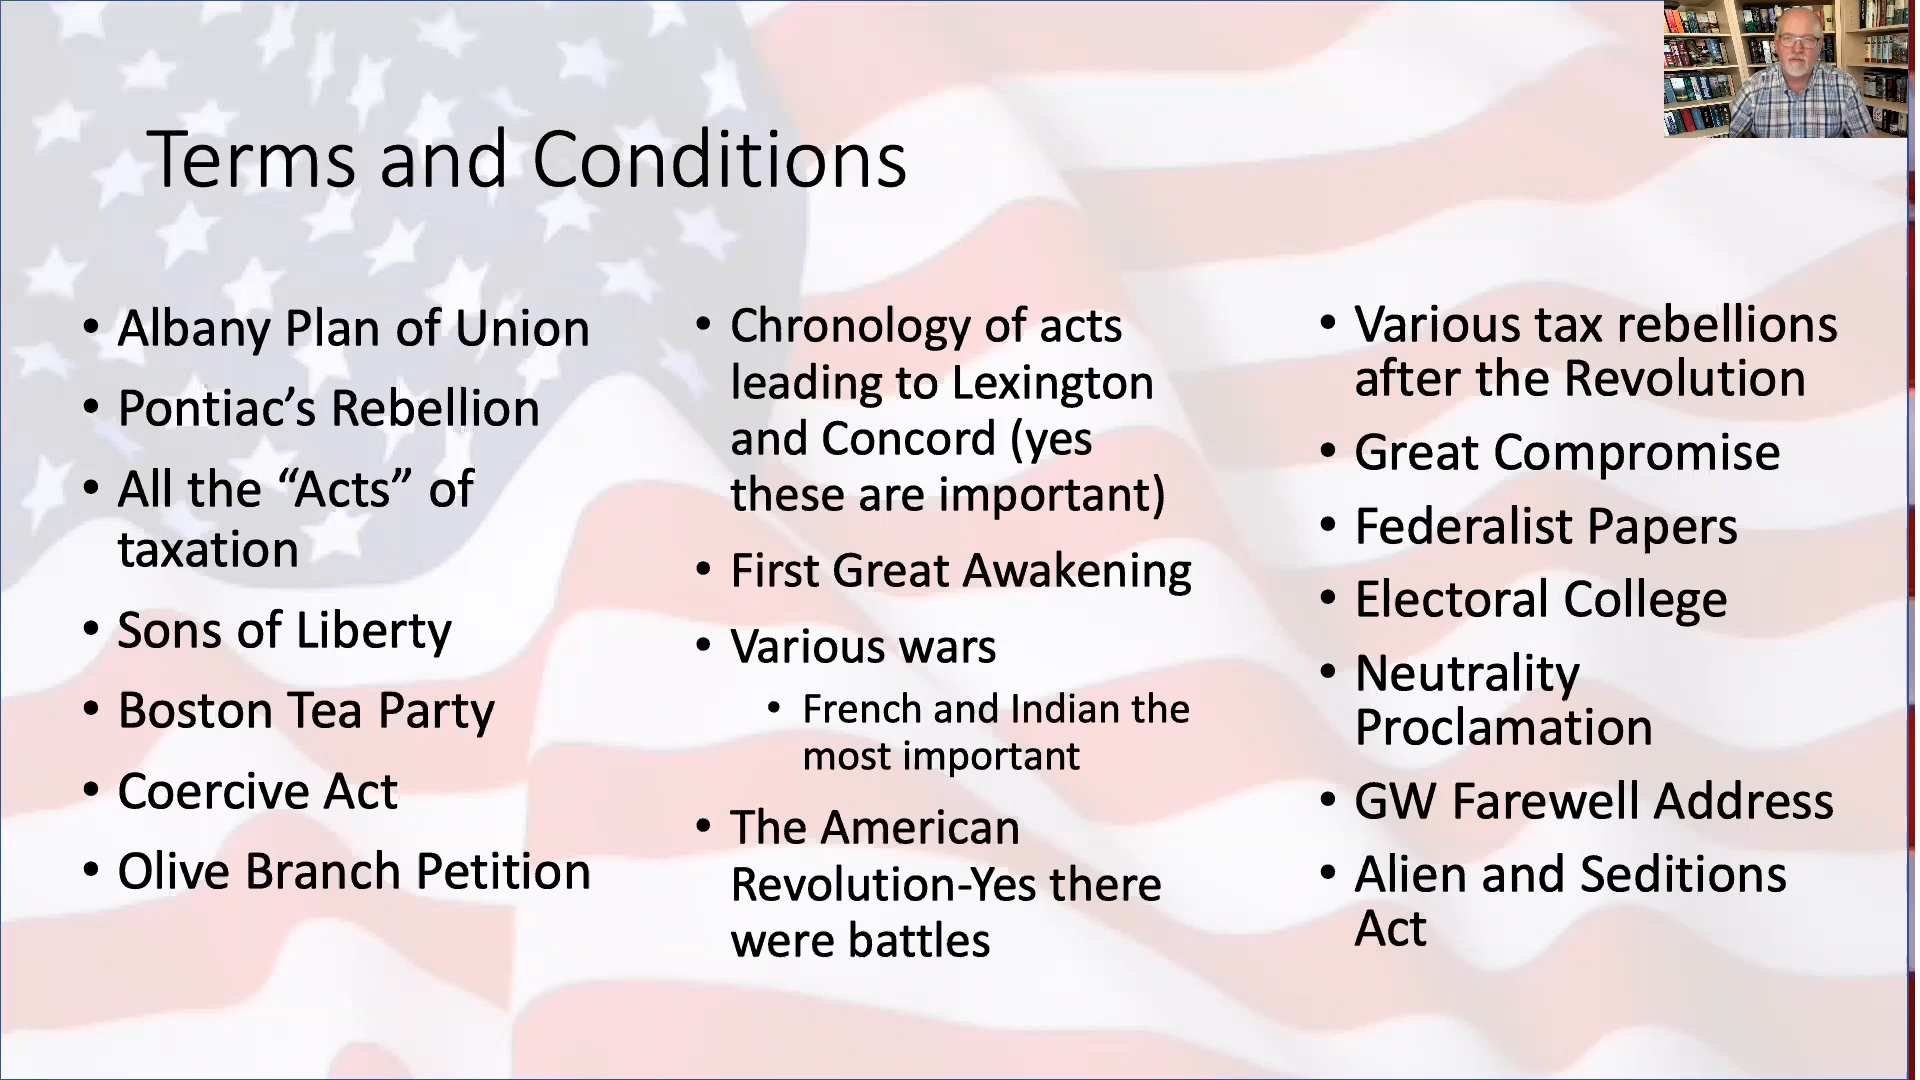 Terms and Conditions
• Albany Plan of Union
• Pontiac’s Rebellion
• All the “Acts” of
taxation
• Sons of Liberty
• Boston Tea Party
• Coercive Act
• Olive Branch Petition
• Chronology of acts
leading to Lexington
and Concord (yes
these are important)
• First Great Awakening
• Various wars
• French and Indian the
most important
• The American
Revolution-Yes there
were battles
• Various tax rebellions
after the Revolution
• Great Compromise
• Federalist Papers
• Electoral College
• Neutrality
Proclamation
• GW Farewell Address
• Alien and Seditions
Act